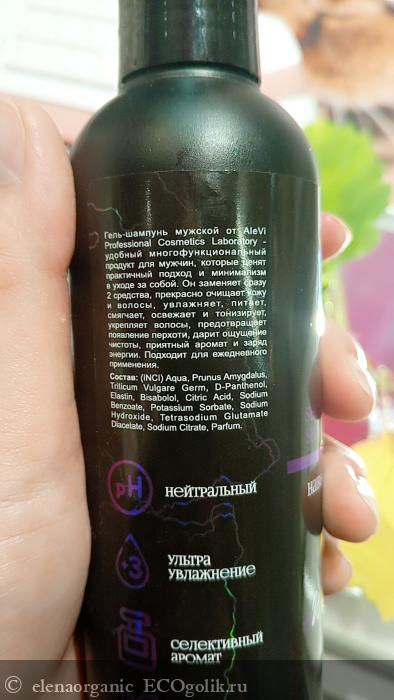 Гель-шампунь мужской от AleVi
Professional Cosmetics Laboratory -
удобный многофункциональный
продукт для мужчин, которые ценят
практичный подход и минимализм
в уходе за собой. Он заменяет сразу
2 средства, прекрасно очищает кожу
и волосы, увлажняет, питает,
смягчает, освежает и тонизирует,
укрепляет волосы, предотвращает
появление перхоти, дарит ощущение
чистоты, приятный аромат и заряд
энергии. Подходит для ежедневного
применения.
Состав: (INCI) Aqua, Prunus Amygdalus,
Triticum Vulgare Germ, D-Panthenol,
Elastin, Bisabolol, Citric Acid, Sodium
Benzoate, Potassium Sorbate, Sodium
Hydroxide, Tetrasodium Glutamate
Diacelate, Sodium Citrate, Parfum.
pH НЕЙТРАЛЬНЫЙ
+3 УЛЬТРА
УВЛАЖНЕНИЕ
СЕЛЕКТИВНЫЙ
АРОМАТ
© elenaorganic ECOgolik.ru